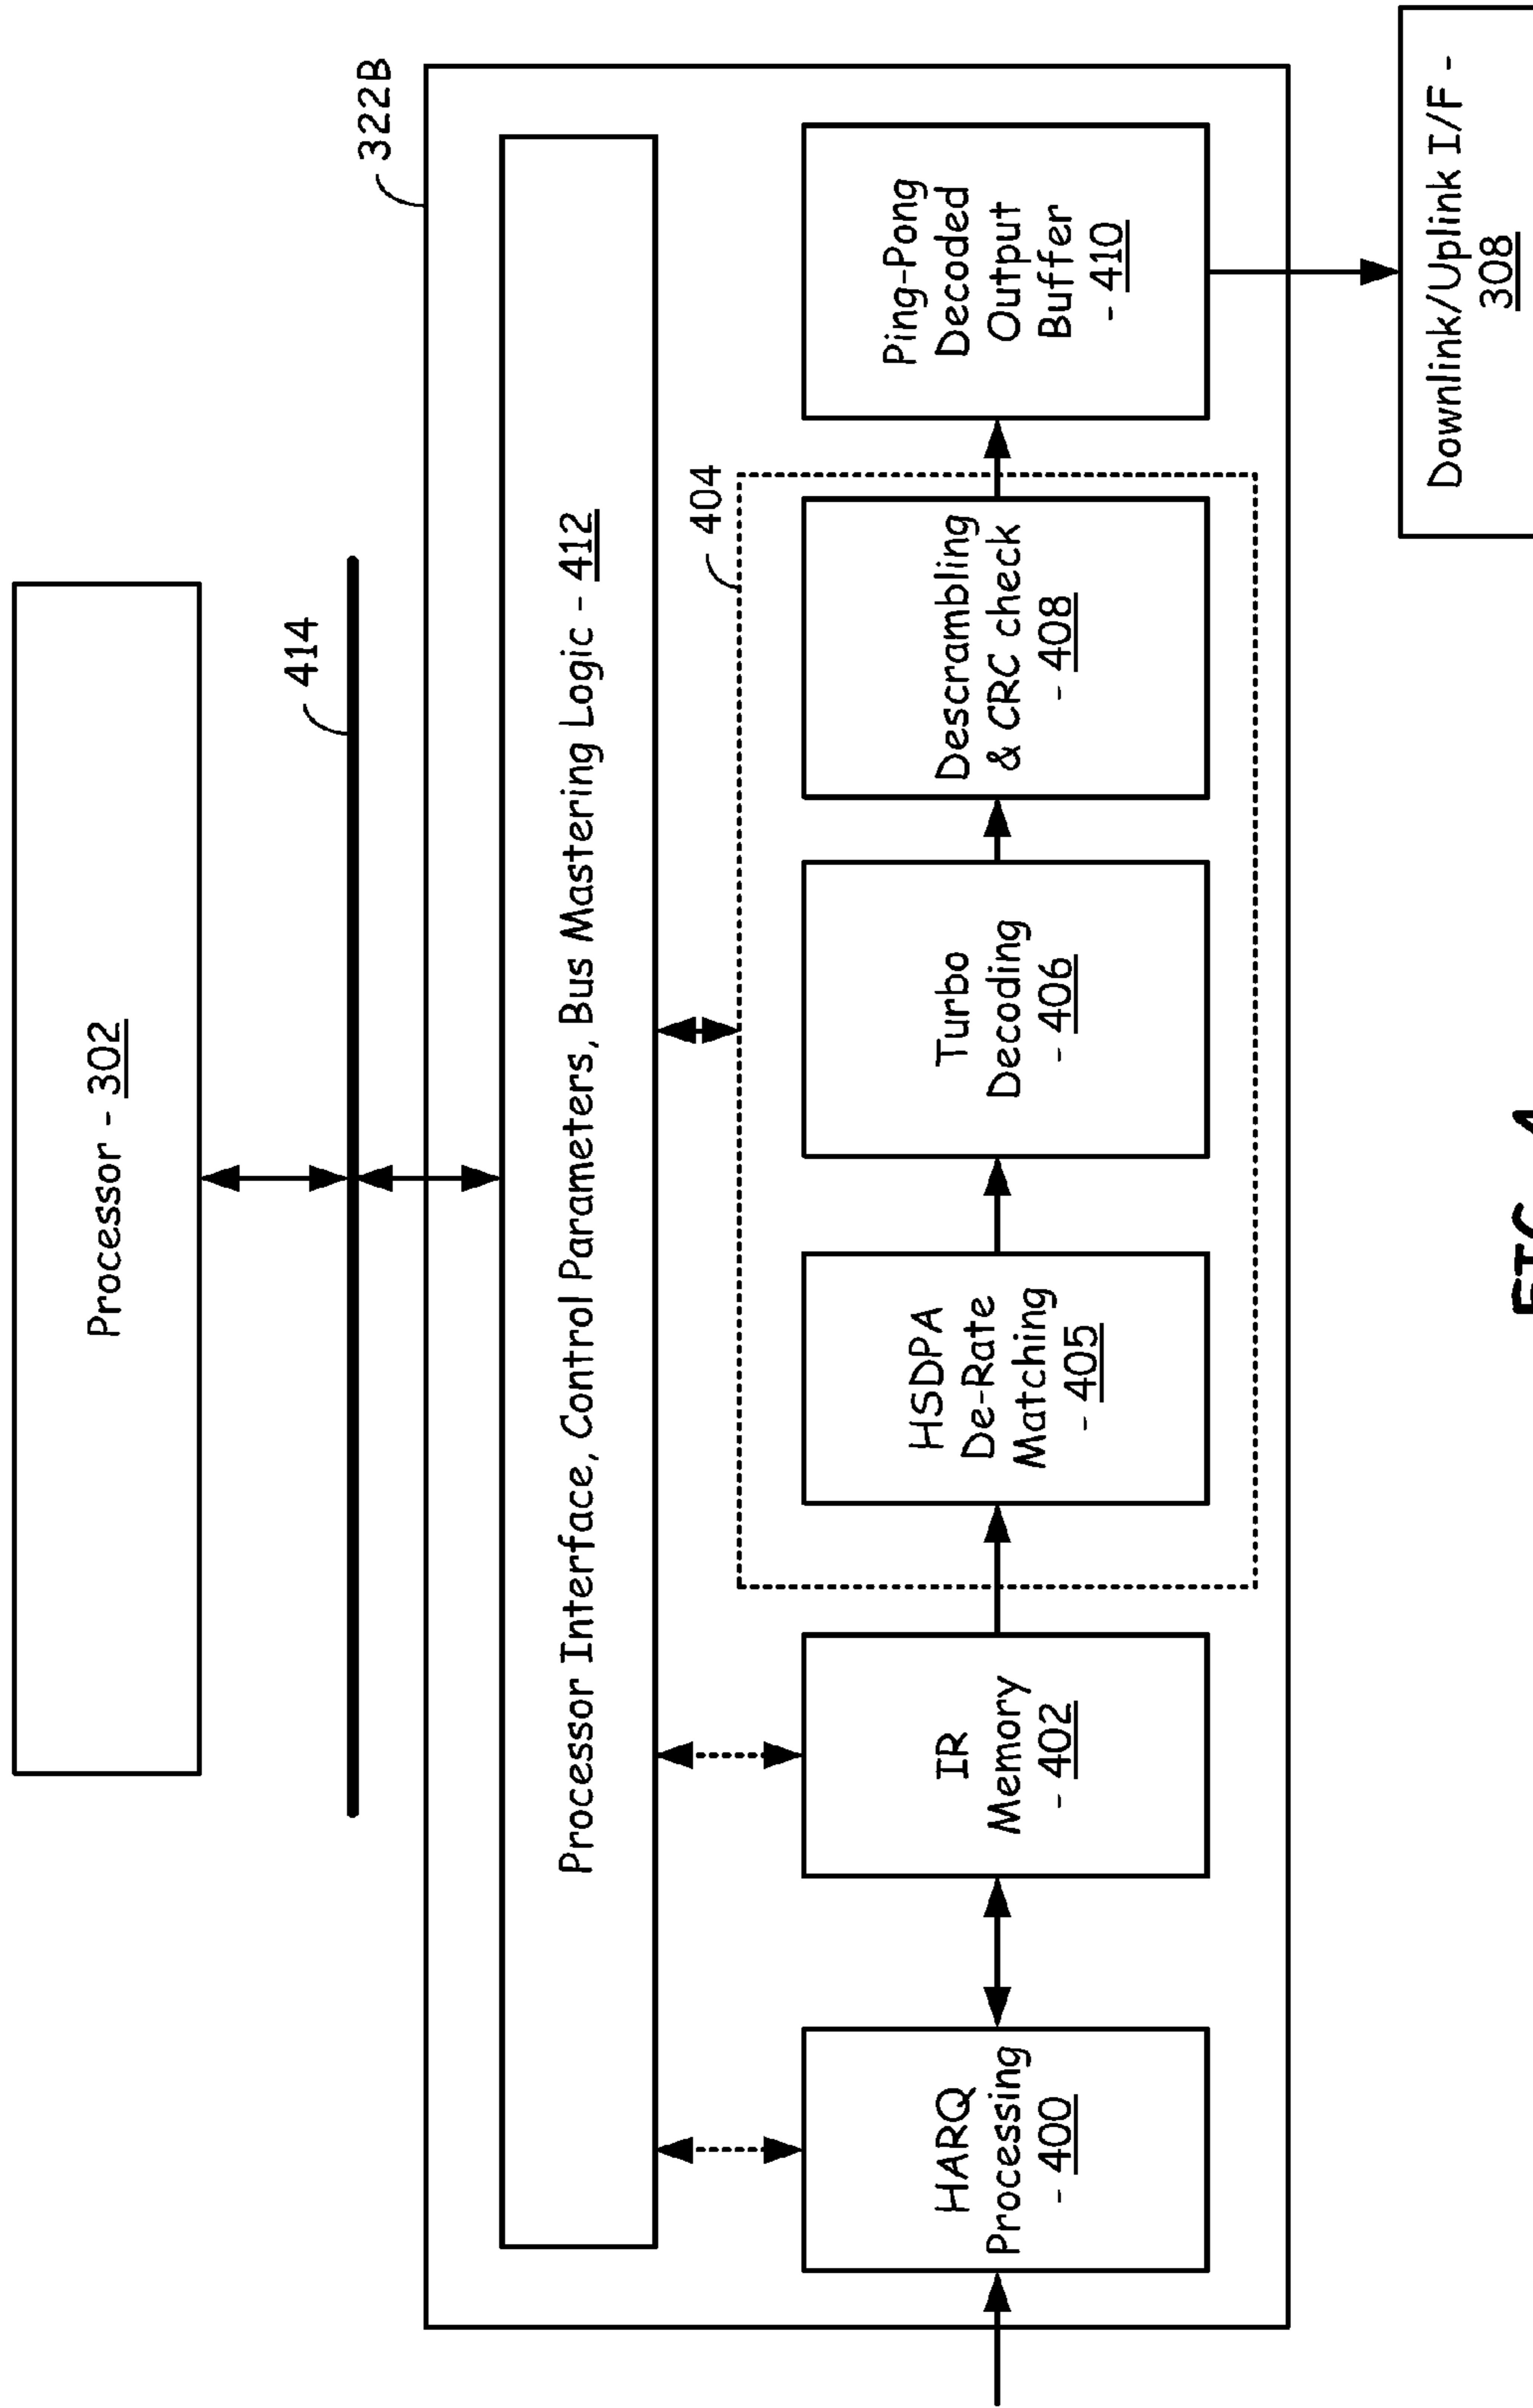 Processor - 302
414
322B
Processor Interface, Control Parameters, Bus Mastering Logic - 412
404
HARQ
Processing
- 400
IR
Memory
- 402
HSDPA
De-Rate
Matching
- 405
Turbo
Decoding
- 406
Descrambling
& CRC check
- 408
Ping-Pong
Decoded
Output
Buffer
- 410
Downlink/Uplink I/F -
308